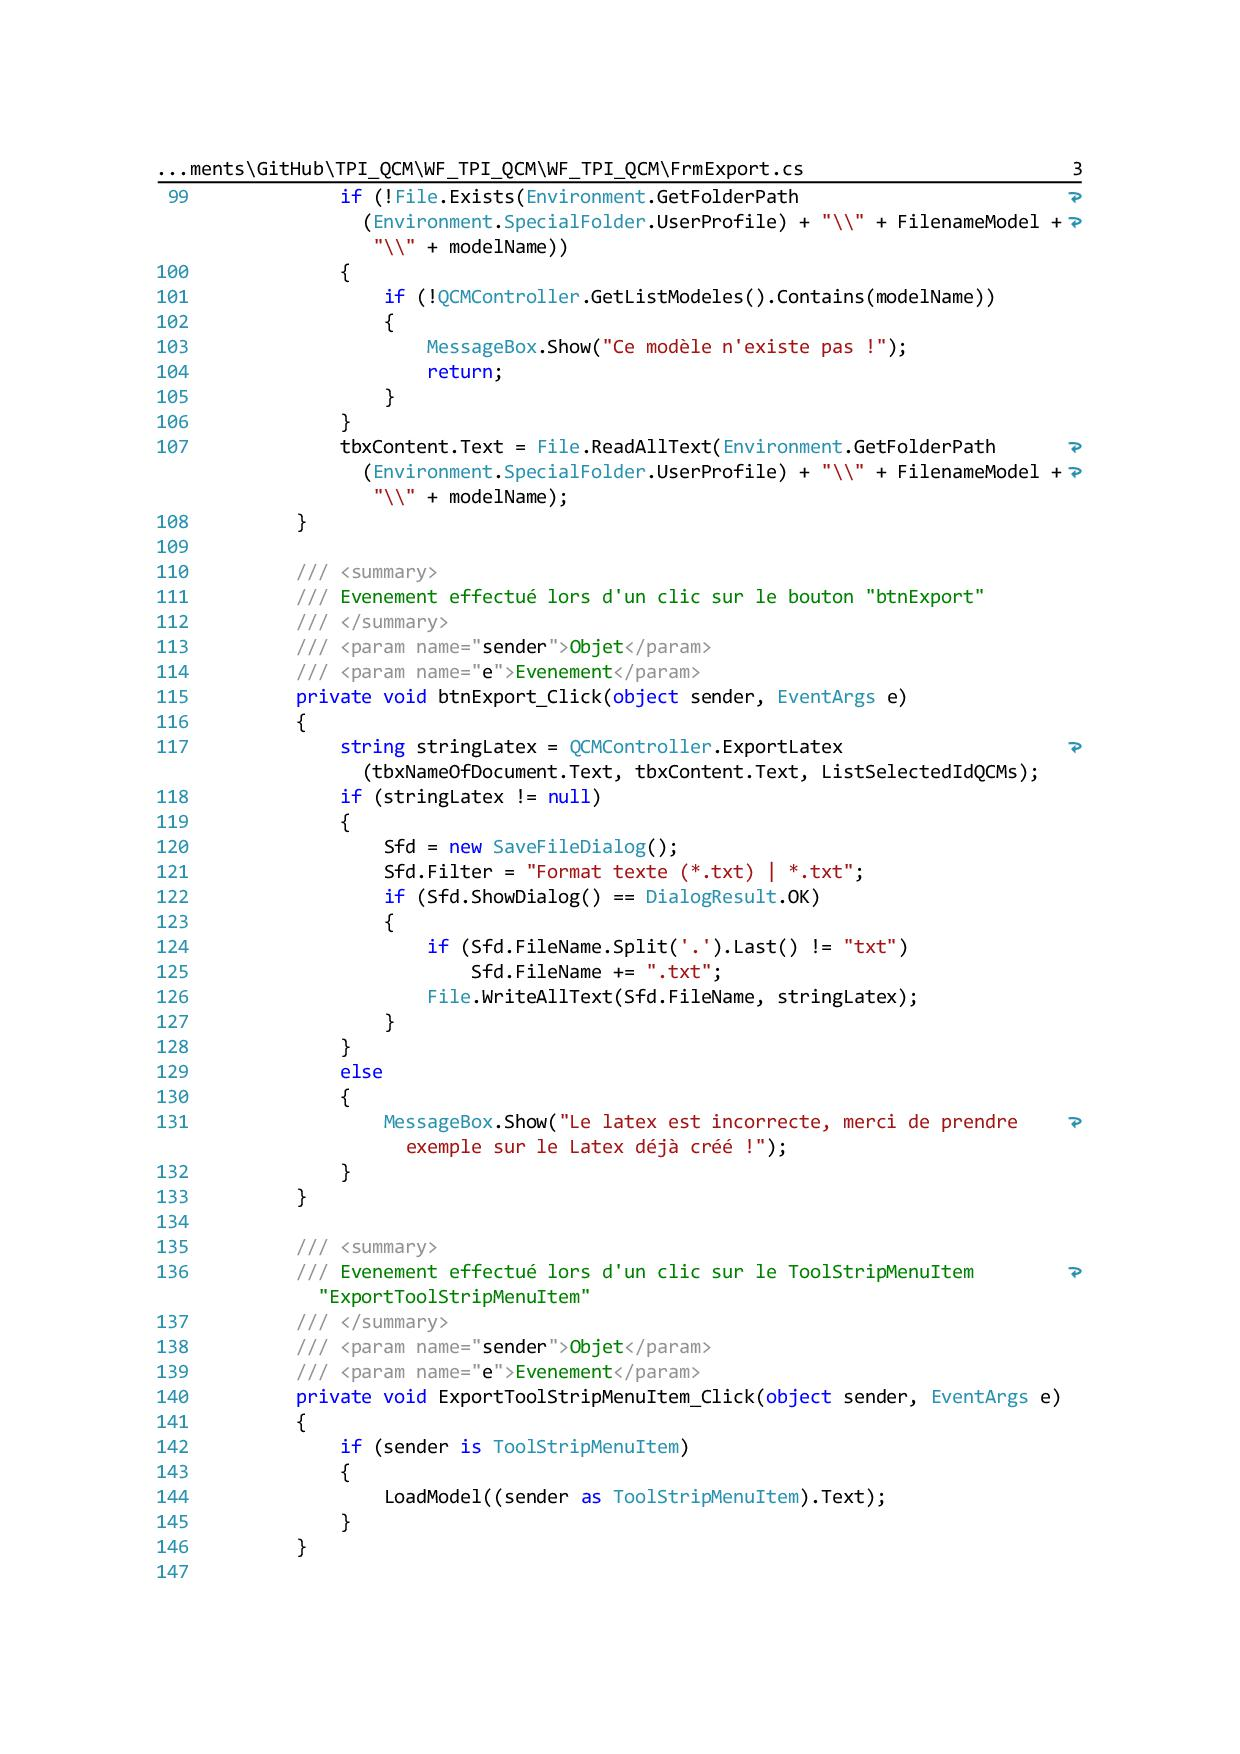 ...ments\GitHub\TPI_QCM\WF_TPI_QCM\WF_TPI_QCM\FrmExport.cs 3
99 if (!File.Exists(Environment.GetFolderPath
(Environment.SpecialFolder.UserProfile) + "\\" + FilenameModel +
"\\" + modelName))
100 {
101 if (!QCMController.GetListModeles().Contains(modelName))
102 {
103 MessageBox.Show("Ce modèle n'existe pas !");
104 return;
105 }
106 }
107 tbxContent.Text = File.ReadAllText(Environment.GetFolderPath
(Environment.SpecialFolder.UserProfile) + "\\" + FilenameModel +
"\\" + modelName);
108 }
109
110 /// <summary>
111 /// Evenement effectué lors d'un clic sur le bouton "btnExport"
112 /// </summary>
113 /// <param name="sender">Objet</param>
114 /// <param name="e">Evenement</param>
115 private void btnExport_Click(object sender, EventArgs e)
116 {
117 string stringLatex = QCMController.ExportLatex
(tbxNameOfDocument.Text, tbxContent.Text, ListSelectedIdQCMs);
118 if (stringLatex != null)
119 {
120 Sfd = new SaveFileDialog();
121 Sfd.Filter = "Format texte (*.txt) | *.txt";
122 if (Sfd.ShowDialog() == DialogResult.OK)
123 {
124 if (Sfd.FileName.Split('.').Last() != "txt")
125 Sfd.FileName += ".txt";
126 File.WriteAllText(Sfd.FileName, stringLatex);
127 }
128 }
129 else
130 {
131 MessageBox.Show("Le latex est incorrecte, merci de prendre
exemple sur le Latex déjà créé !");
132 }
133 }
134
135 /// <summary>
136 /// Evenement effectué lors d'un clic sur le ToolStripMenuItem
"ExportToolStripMenuItem"
137 /// </summary>
138 /// <param name="sender">Objet</param>
139 /// <param name="e">Evenement</param>
140 private void ExportToolStripMenuItem_Click(object sender, EventArgs e)
141 {
142 if (sender is ToolStripMenuItem)
143 {
144 LoadModel((sender as ToolStripMenuItem).Text);
145 }
146 }
147